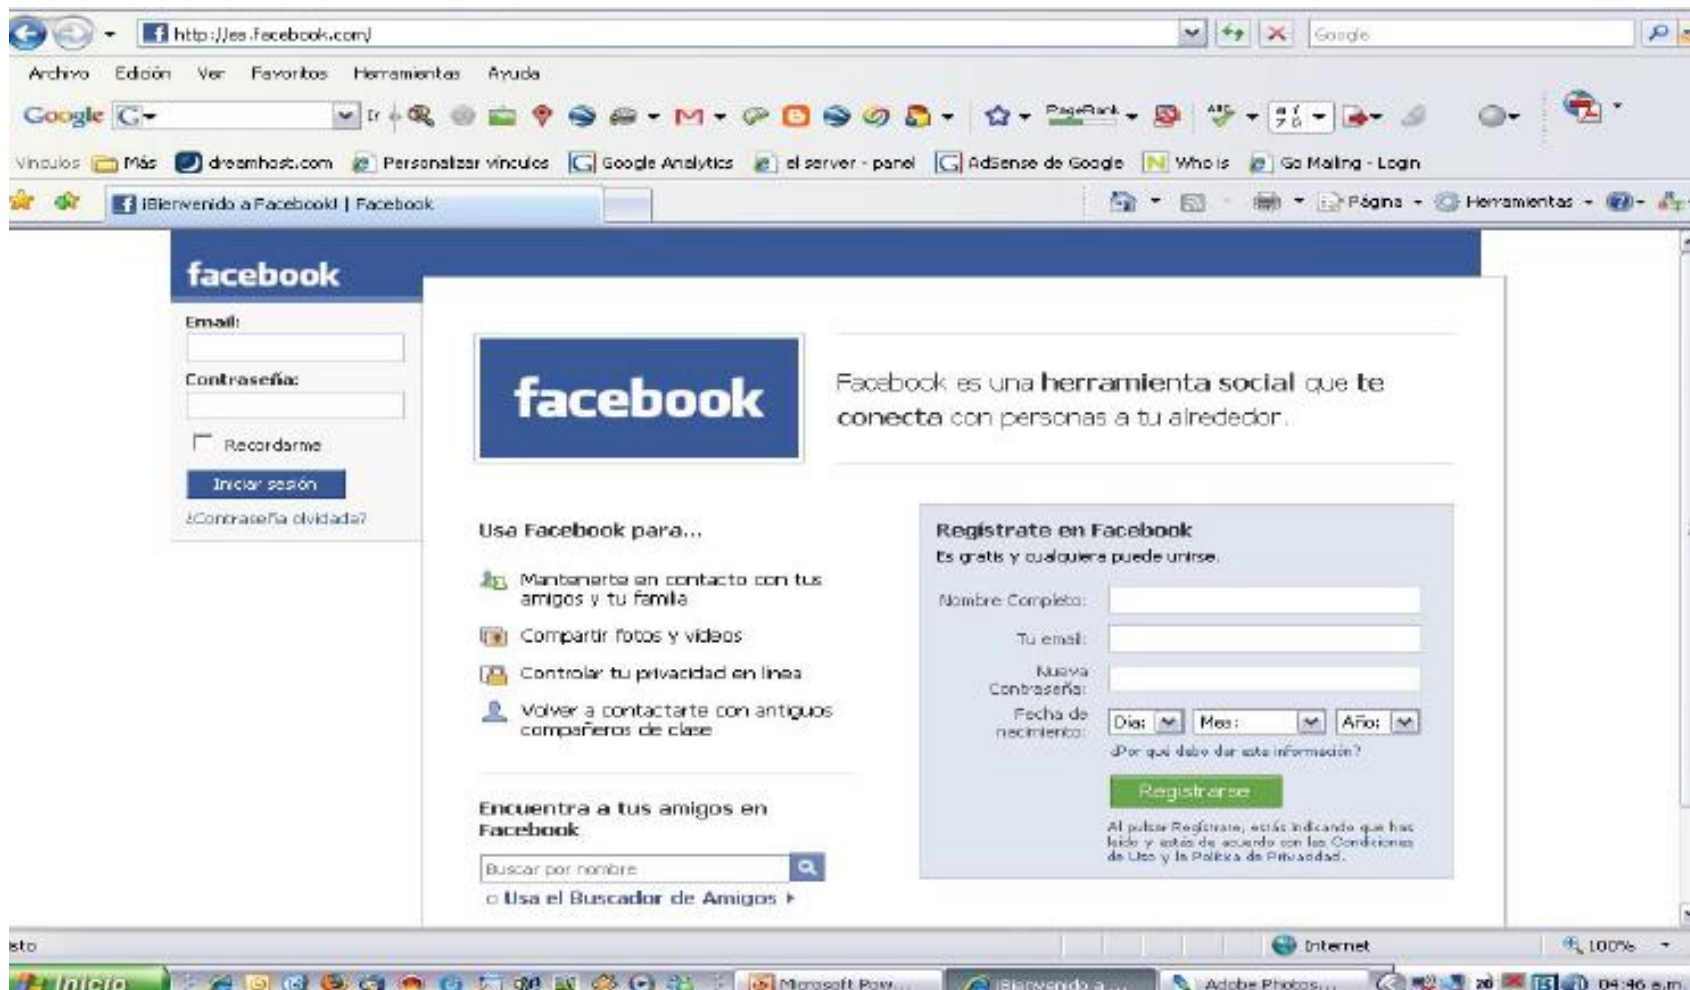 http://es.facebook.com/
Google
Archivo Edición Ver Favoritos Herramientas Ayuda
Google G Ir PageRank
Vínculos Más dreamhost.com Personalizar vínculos Google Analytics el server - panel AdSense de Google Who is Go Mailing - Login
¡Bienvenido a Facebook! | Facebook
Página Herramientas
facebook
Email:
Contraseña:
Recordarme
Iniciar sesión
¿Contraseña olvidada?
facebook
Facebook es una herramienta social que te
conecta con personas a tu alrededor.
Usa Facebook para...
Mantenerte en contacto con tus
amigos y tu familia
Compartir fotos y vídeos
Controlar tu privacidad en línea
Volver a contactarte con antiguos
compañeros de clase
Encuentra a tus amigos en
Facebook
Buscar por nombre
Usa el Buscador de Amigos
Regístrate en Facebook
Es gratis y cualquiera puede unirse.
Nombre Completo:
Tu email:
Nueva
Contraseña:
Fecha de
nacimiento:
Día: Mes: Año:
¿Por qué debo dar esta información?
Registrarse
Al pulsar Regístrate, estás indicando que has
leído y estás de acuerdo con las Condiciones
de Uso y la Política de Privacidad.
sto
Internet
100%
Inicio
Microsoft Pow...
¡Bienvenido a ...
Adobe Photos...
04:46 a.m.